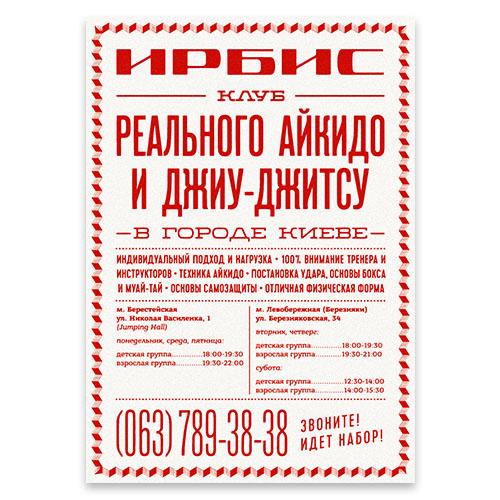 ИРБИС
КЛУБ
РЕАЛЬНОГО АЙКИДО
И ДЖИУ-ДЖИТСУ
В ГОРОДЕ КИЕВЕ
ИНДИВИДУАЛЬНЫЙ ПОДХОД И НАГРУЗКА • 100% ВНИМАНИЕ ТРЕНЕРА И
ИНСТРУКТОРОВ • ТЕХНИКА АЙКИДО • ПОСТАНОВКА УДАРА, ОСНОВЫ БОКСА
И МУАЙ-ТАЙ • ОСНОВЫ САМОЗАЩИТЫ • ОТЛИЧНАЯ ФИЗИЧЕСКАЯ ФОРМА
м. Берестейская
ул. Николая Василенка, 1
(Jumping Hall)
понедельник, среда, пятница:
детская группа............18:00-19:30
взрослая группа..........19:30-22:00
м. Левобережная (Березняки)
ул. Березняковская, 34
вторник, четверг:
детская группа....................18:00-19:30
взрослая группа..................19:30-21:00
суббота:
детская группа....................12:30-14:00
взрослая группа..................14:00-15:30
(063) 789-38-38
ЗВОНИТЕ!
ИДЕТ НАБОР!